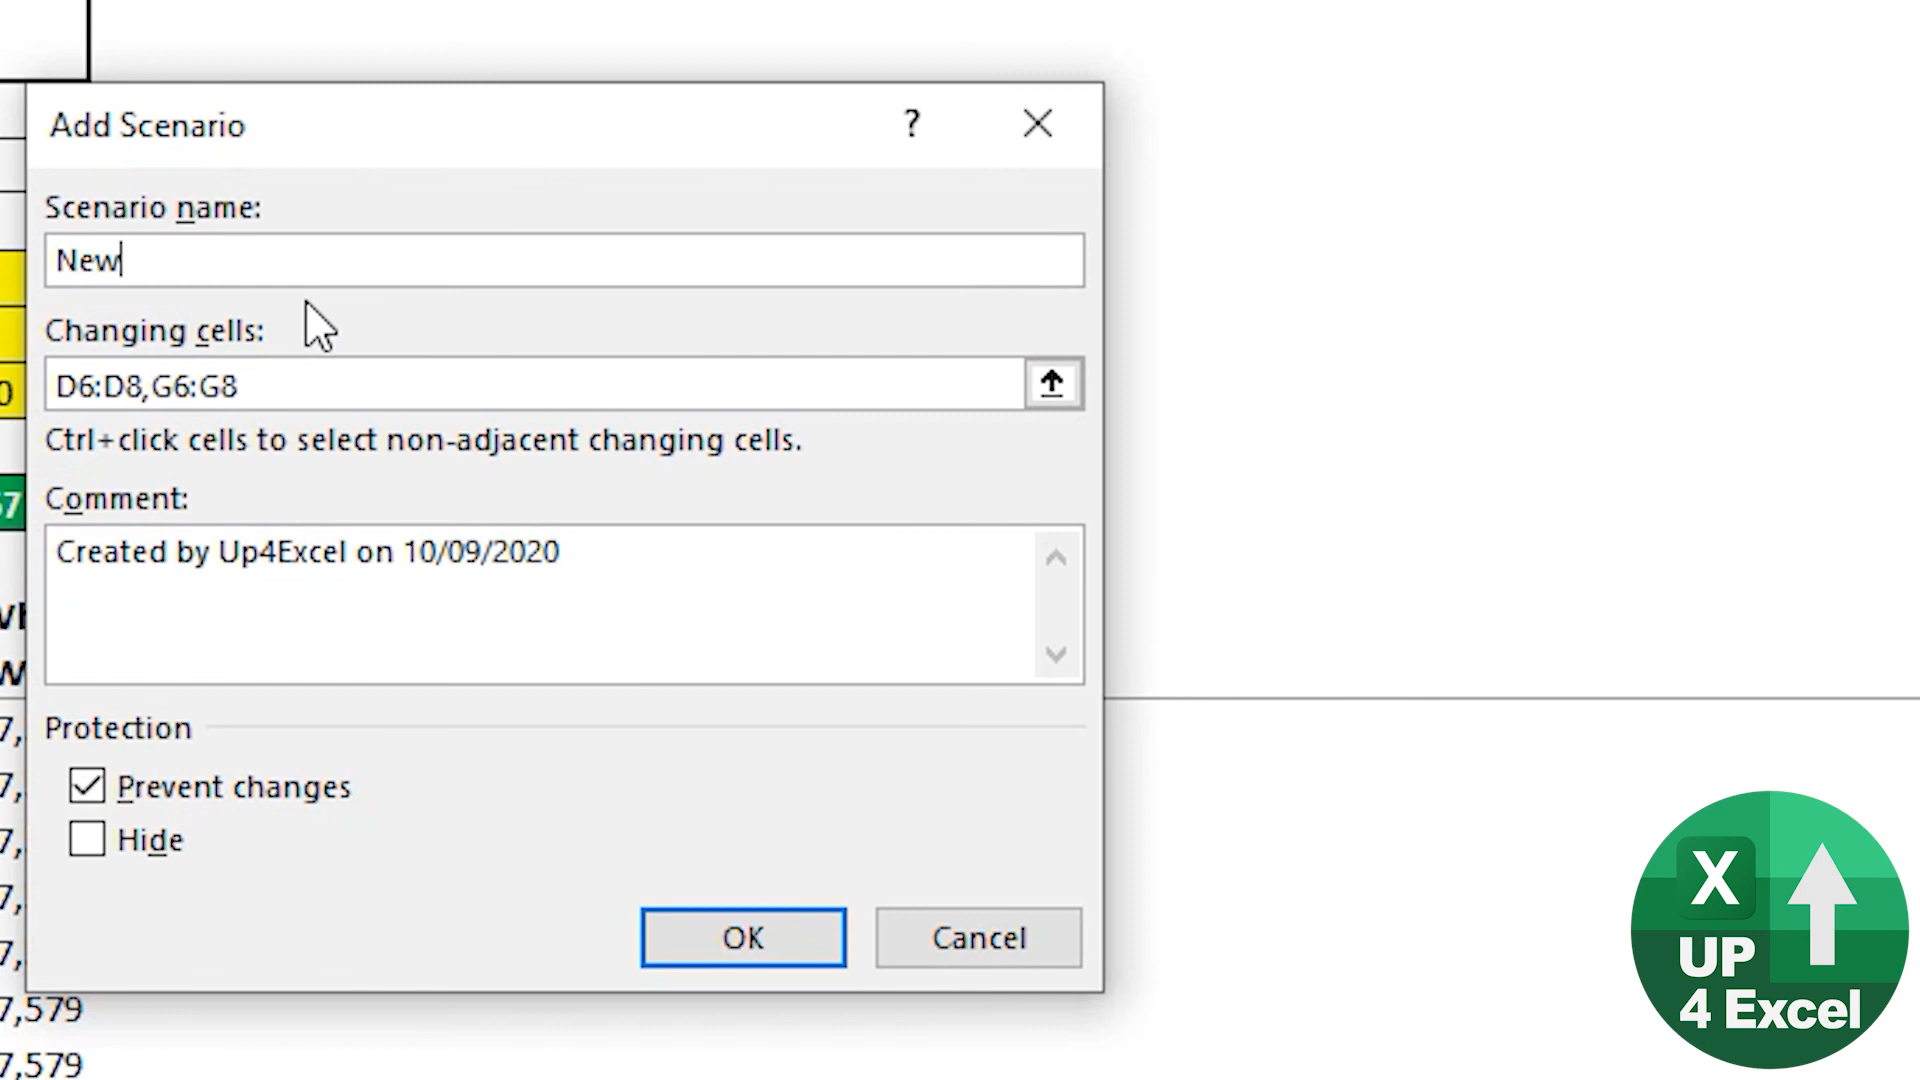 Add Scenario
?
Scenario name:
New
Changing cells:
D6:D8,G6:G8
Ctrl+click cells to select non-adjacent changing cells.
Comment:
Created by Up4Excel on 10/09/2020
Protection
Prevent changes
Hide
OK
Cancel
0
7,579
7,579
X
UP
4 Excel